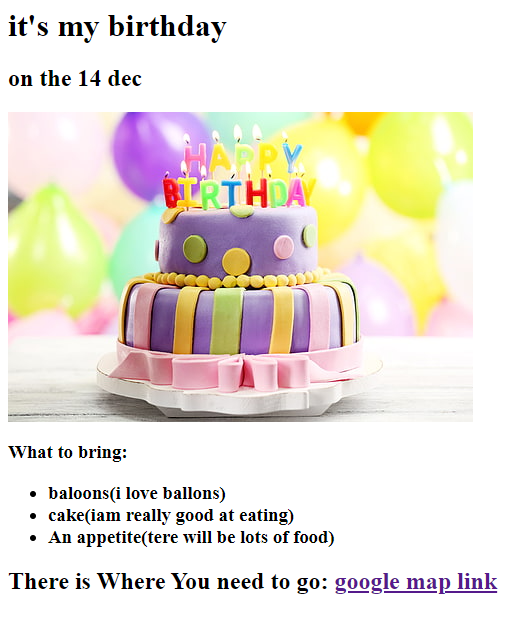 it's my birthday
on the 14 dec
HAPPY
BIRTHDAY
What to bring:
baloons(i love ballons)
cake(iam really good at eating)
An appetite(tere will be lots of food)
There is Where You need to go: google map link